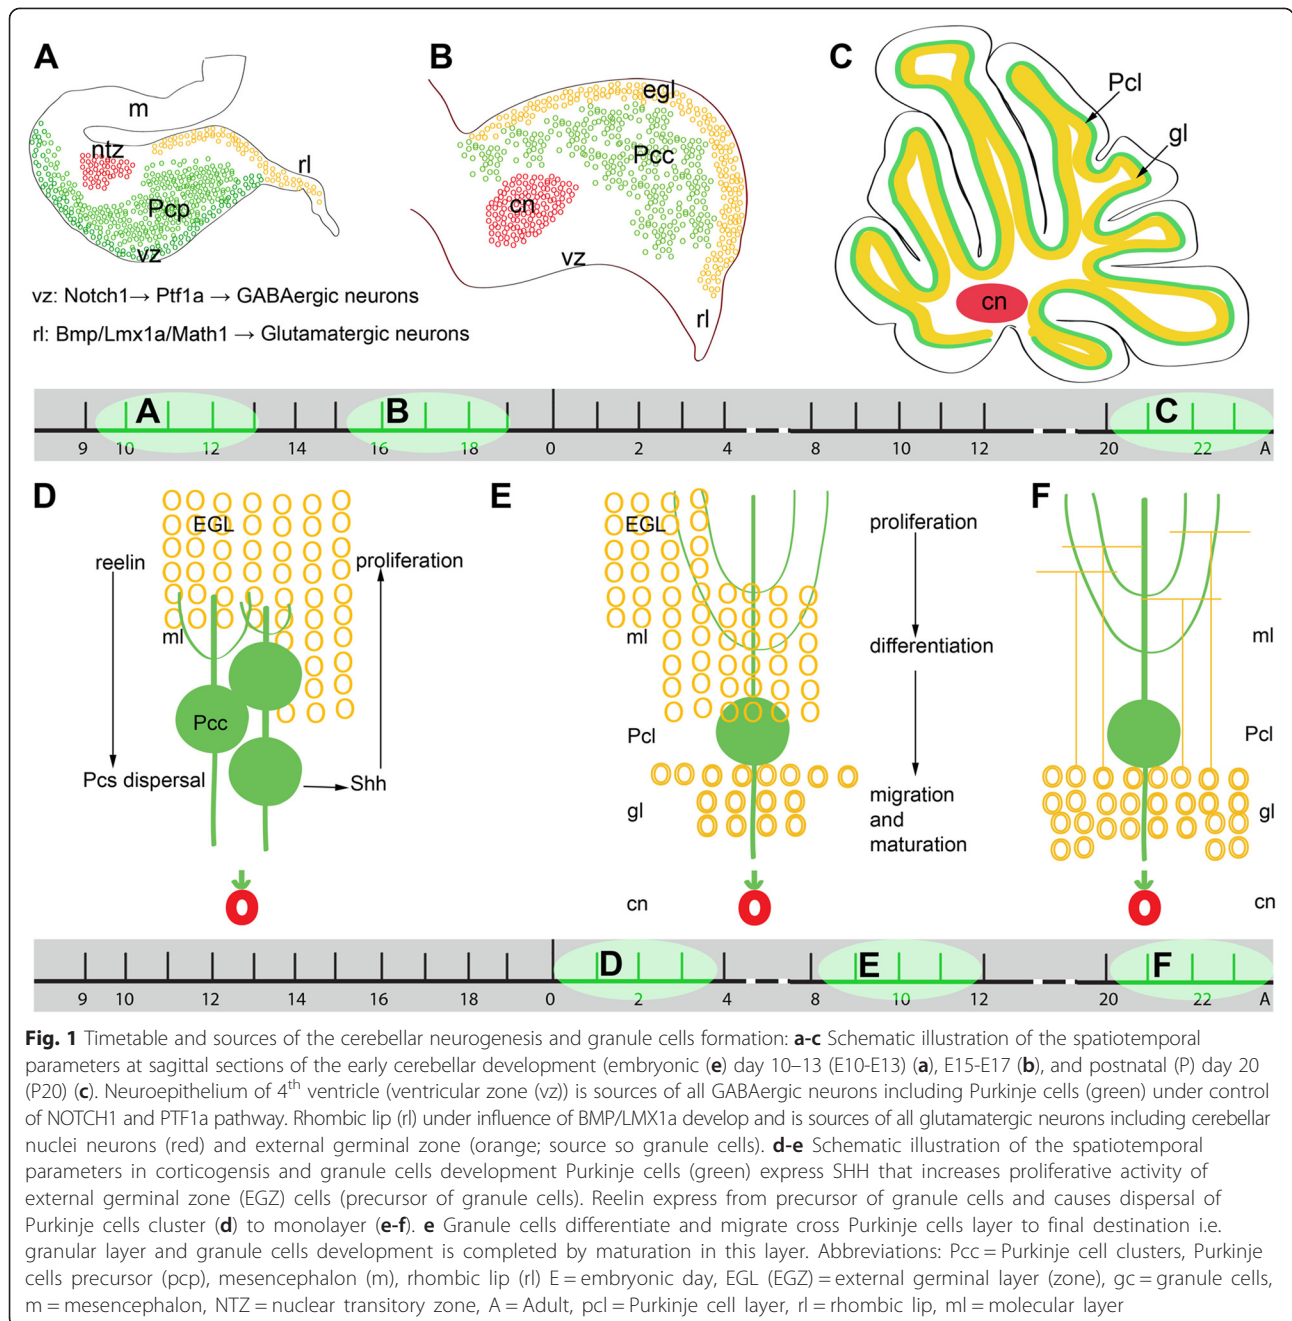 A
B
C
m
ntz
rl
Pcp
vz
egl
Pcc
cn
vz
rl
Pcl
gl
cn
vz: Notch1→ Ptf1a → GABAergic neurons
rl: Bmp/Lmx1a/Math1 → Glutamatergic neurons
A B C
9 10 12 14 16 18 0 2 4 8 10 12 20 22 A
D
EGL
reelin
proliferation
ml
Pcc
Pcs dispersal
Shh
E
EGL
ml
Pcl
gl
cn
proliferation
differentiation
migration
and
maturation
F
ml
Pcl
gl
cn
D E F
9 10 12 14 16 18 0 2 4 8 10 12 20 22 A
Fig. 1 Timetable and sources of the cerebellar neurogenesis and granule cells formation: a-c Schematic illustration of the spatiotemporal
parameters at sagittal sections of the early cerebellar development (embryonic (e) day 10–13 (E10-E13) (a), E15-E17 (b), and postnatal (P) day 20
(P20) (c). Neuroepithelium of 4th ventricle (ventricular zone (vz)) is sources of all GABAergic neurons including Purkinje cells (green) under control
of NOTCH1 and PTF1a pathway. Rhombic lip (rl) under influence of BMP/LMX1a develop and is sources of all glutamatergic neurons including cerebellar
nuclei neurons (red) and external germinal zone (orange; source so granule cells). d-e Schematic illustration of the spatiotemporal
parameters in corticogensis and granule cells development Purkinje cells (green) express SHH that increases proliferative activity of
external germinal zone (EGZ) cells (precursor of granule cells). Reelin express from precursor of granule cells and causes dispersal of
Purkinje cells cluster (d) to monolayer (e-f). e Granule cells differentiate and migrate cross Purkinje cells layer to final destination i.e.
granular layer and granule cells development is completed by maturation in this layer. Abbreviations: Pcc = Purkinje cell clusters, Purkinje
cells precursor (pcp), mesencephalon (m), rhombic lip (rl) E = embryonic day, EGL (EGZ) = external germinal layer (zone), gc = granule cells,
m = mesencephalon, NTZ = nuclear transitory zone, A = Adult, pcl = Purkinje cell layer, rl = rhombic lip, ml = molecular layer